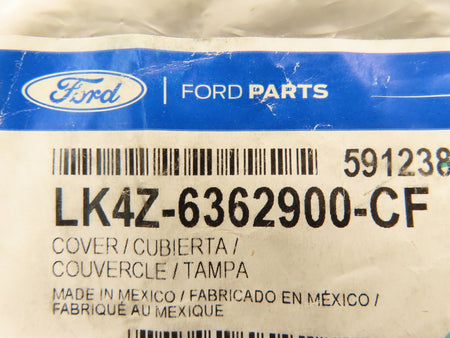 Ford
FORD PARTS
591238
LK4Z-6362900-CF
COVER / CUBIERTA /
COUVERCLE / TAMPA
MADE IN MEXICO / FABRICADO EN MÉXICO /
FABRIQUÉ AU MEXIQUE